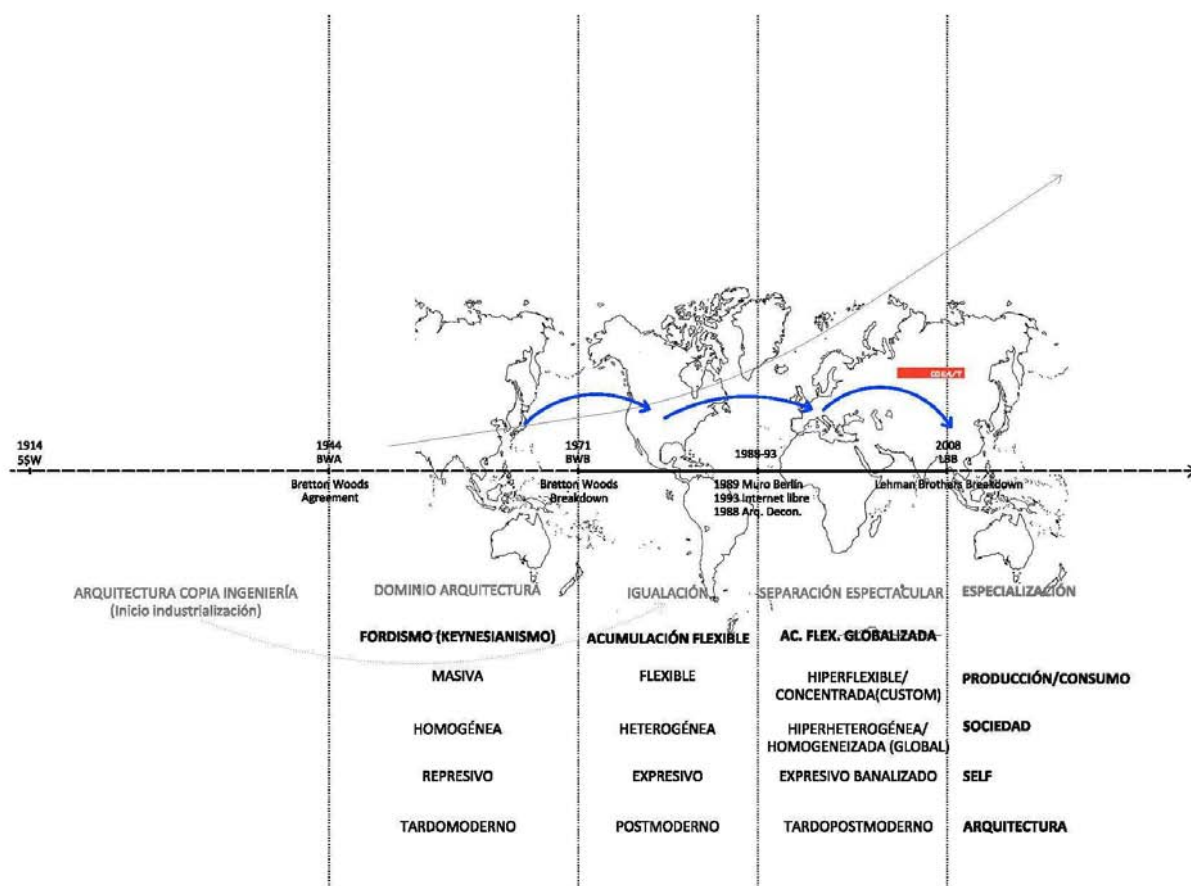 1914
5$W
1944
BWA
1971
BWB
1988-93
2008
LBB
Bretton Woods
Agreement
Bretton Woods
Breakdown
1989 Muro Berlín
1993 Internet libre
1988 Arq. Decon.
Lehman Brothers Breakdown
ARQUITECTURA COPIA INGENIERÍA
(Inicio industrialización)
DOMINIO ARQUITECTURA
IGUALACIÓN
SEPARACIÓN ESPECTACULAR
ESPECIALIZACIÓN
FORDISMO (KEYNESIANISMO)
ACUMULACIÓN FLEXIBLE
AC. FLEX. GLOBALIZADA
MASIVA
FLEXIBLE
HIPERFLEXIBLE/
CONCENTRADA(CUSTOM)
PRODUCCIÓN/CONSUMO
HOMOGÉNEA
HETEROGÉNEA
HIPERHETEROGÉNEA/
HOMOGENEIZADA (GLOBAL)
SOCIEDAD
REPRESIVO
EXPRESIVO
EXPRESIVO BANALIZADO
SELF
TARDOMODERNO
POSTMODERNO
TARDOPOSTMODERNO
ARQUITECTURA